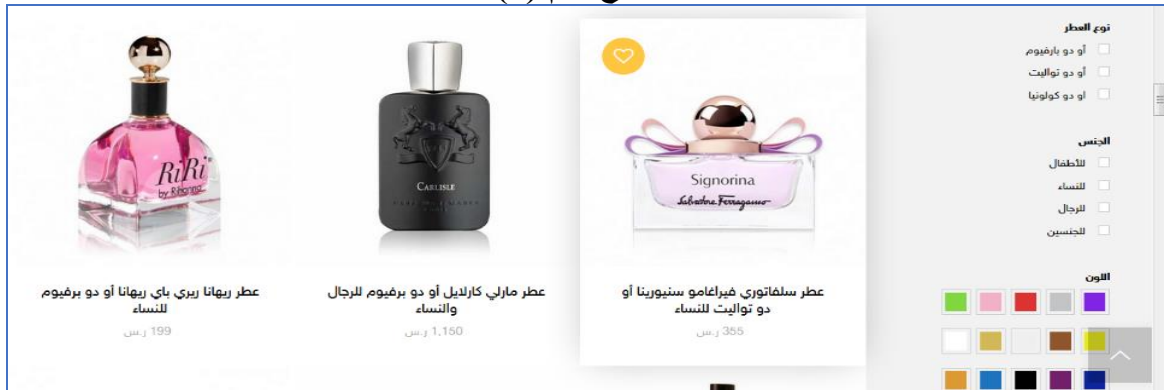 نوع العطر
أو دو بارفيوم
أو دو تواليت
او دو كولونيا
الجنس
للأطفال
للنساء
للرجال
للجنسين
اللون
Signorina
Salvatore Ferragamo
عطر سلفاتوري فيراغامو سنيورينا أو
دو تواليت للنساء
355 ر.س
CARLISLE
عطر مارلي كارلايل أو دو برفيوم للرجال
والنساء
1,150 ر.س
RiRi
by Rihanna
عطر ريهانا ريري باي ريهانا أو دو برفيوم
للنساء
199 ر.س